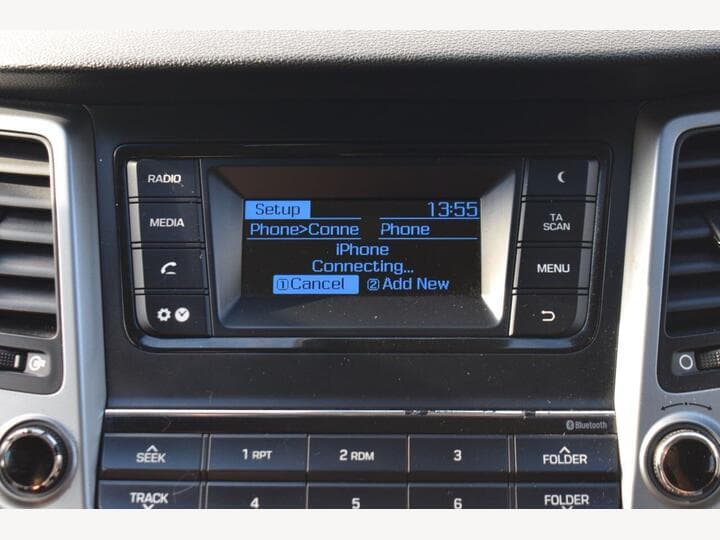 RADIO
MEDIA
Setup 13:55
Phone>Conne Phone
iPhone
Connecting...
①Cancel ②Add New
TA
SCAN
MENU
Bluetooth
SEEK 1 RPT 2 RDM 3 FOLDER
TRACK 4 5 6 FOLDER